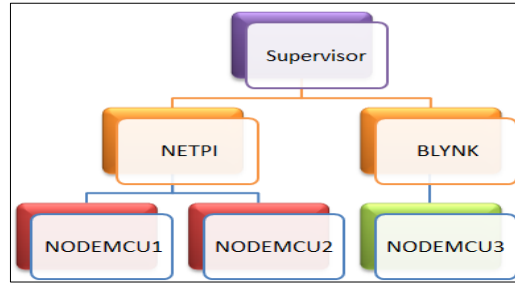 Supervisor
NETPI
BLYNK
NODEMCU1
NODEMCU2
NODEMCU3